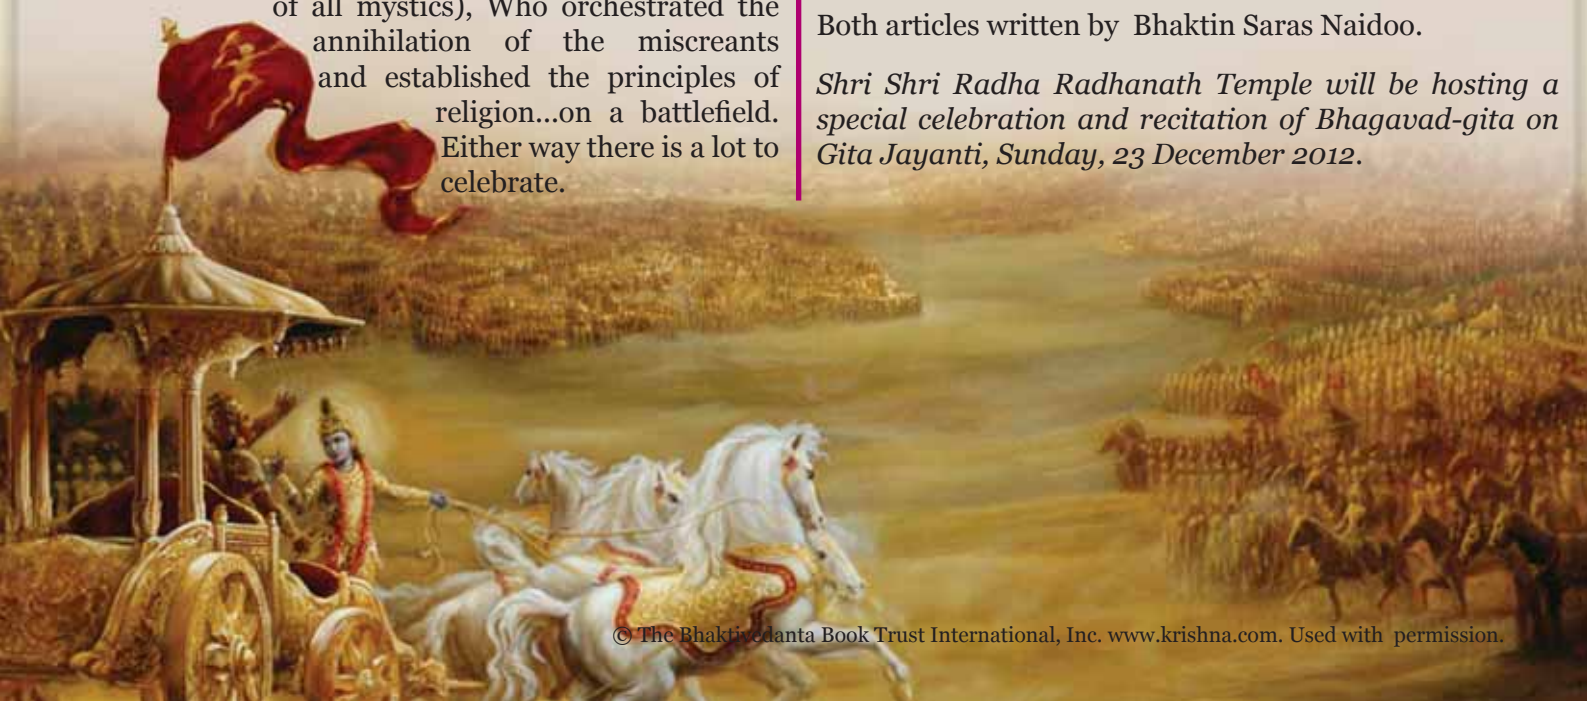 of all mystics), Who orchestrated the
annihilation of the miscreants
and established the principles of
religion...on a battlefield.
Either way there is a lot to
celebrate.
Both articles written by Bhaktin Saras Naidoo.
Shri Shri Radha Radhanath Temple will be hosting a
special celebration and recitation of Bhagavad-gita on
Gita Jayanti, Sunday, 23 December 2012.
© The Bhaktivedanta Book Trust International, Inc. www.krishna.com. Used with permission.